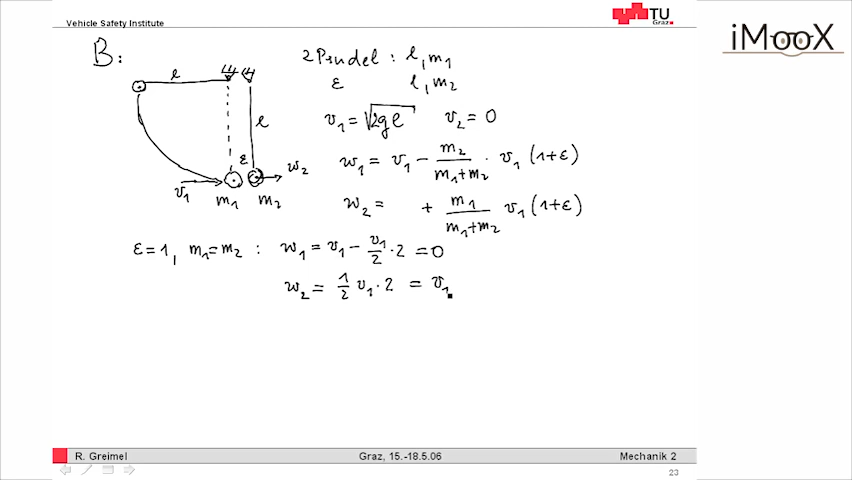 Vehicle Safety Institute
TU
Graz
iMooX
B:
2 Pendel : l, m₁
ε l, m₂
l
v₁ = √2gl v₂ = 0
l
w₁ = v₁ - m₂/(m₁+m₂) · v₁ (1+ε)
ε
w₂
v₁
m₁ m₂
w₂ = + m₁/(m₁+m₂) v₁ (1+ε)
ε = 1, m₁ = m₂ : w₁ = v₁ - v₁/2 · 2 = 0
w₂ = 1/2 v₁ · 2 = v₁
R. Greimel Graz, 15.-18.5.06 Mechanik 2
23